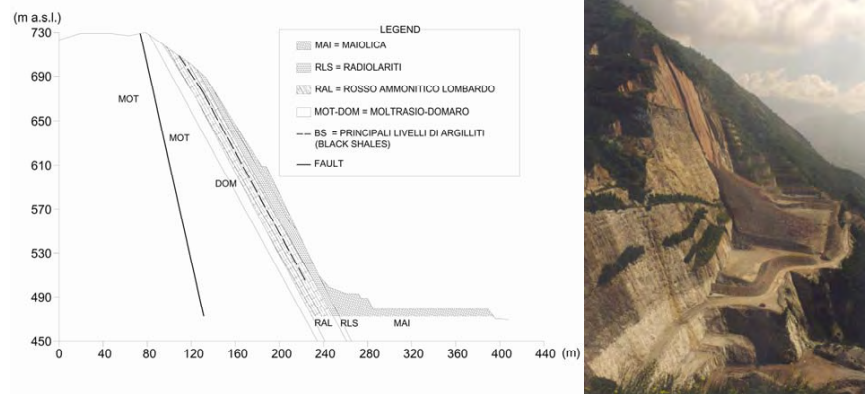 (m a.s.l.)
730
690
650
610
570
530
490
450
0
40
80
120
160
200
240
280
320
360
400
440
(m)
MOT
MOT
DOM
RAL
RLS
MAI
LEGEND
MAI = MAIOLICA
RLS = RADIOLARITI
RAL = ROSSO AMMONITICO LOMBARDO
MOT-DOM = MOLTRASIO-DOMARO
BS = PRINCIPALI LIVELLI DI ARGILLITI
(BLACK SHALES)
FAULT